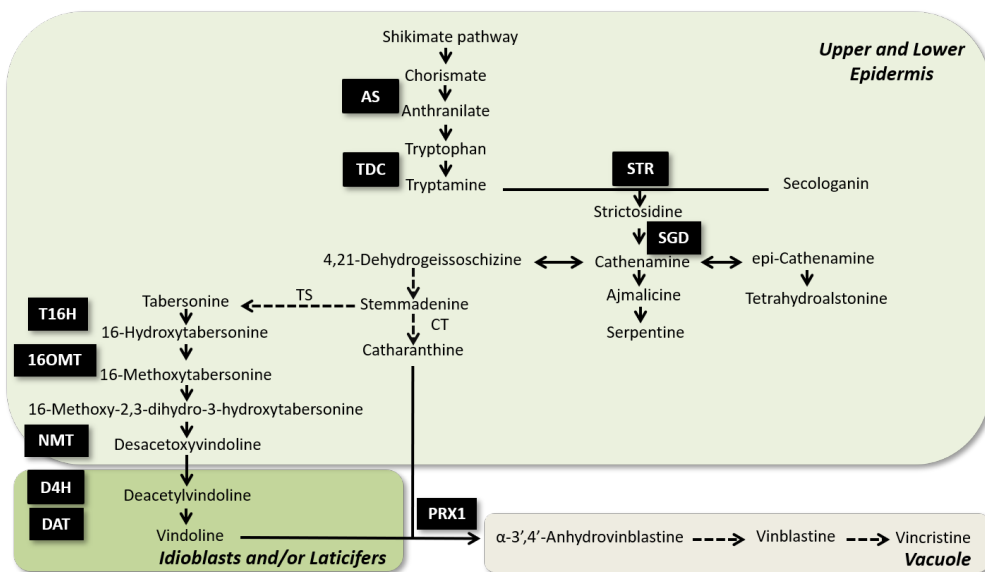 Shikimate pathway
Upper and Lower
Epidermis
Chorismate
AS
Anthranilate
Tryptophan
TDC
STR
Tryptamine
Secologanin
Strictosidine
SGD
4,21-Dehydrogeissoschizine
Cathenamine
epi-Cathenamine
Tabersonine
TS
Stemmadenine
Ajmalicine
Tetrahydroalstonine
T16H
16-Hydroxytabersonine
CT
Serpentine
Catharanthine
16OMT
16-Methoxytabersonine
16-Methoxy-2,3-dihydro-3-hydroxytabersonine
NMT
Desacetoxyvindoline
D4H
Deacetylvindoline
DAT
PRX1
Vindoline
α-3’,4’-Anhydrovinblastine
Vinblastine
Vincristine
Idioblasts and/or Laticifers
Vacuole